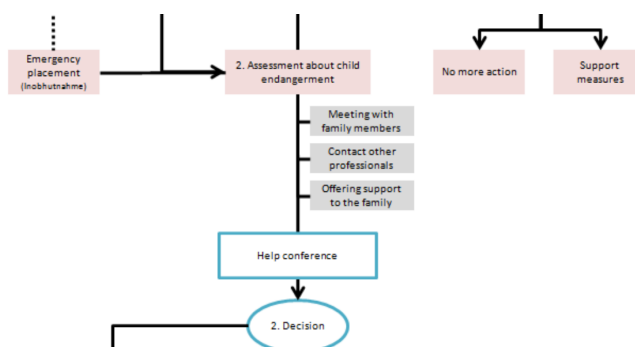 Emergency
placement
(Inobhutnahme)
2. Assessment about child
endangerment
No more action
Support
measures
Meeting with
family members
Contact other
professionals
Offering support
to the family
Help conference
2. Decision